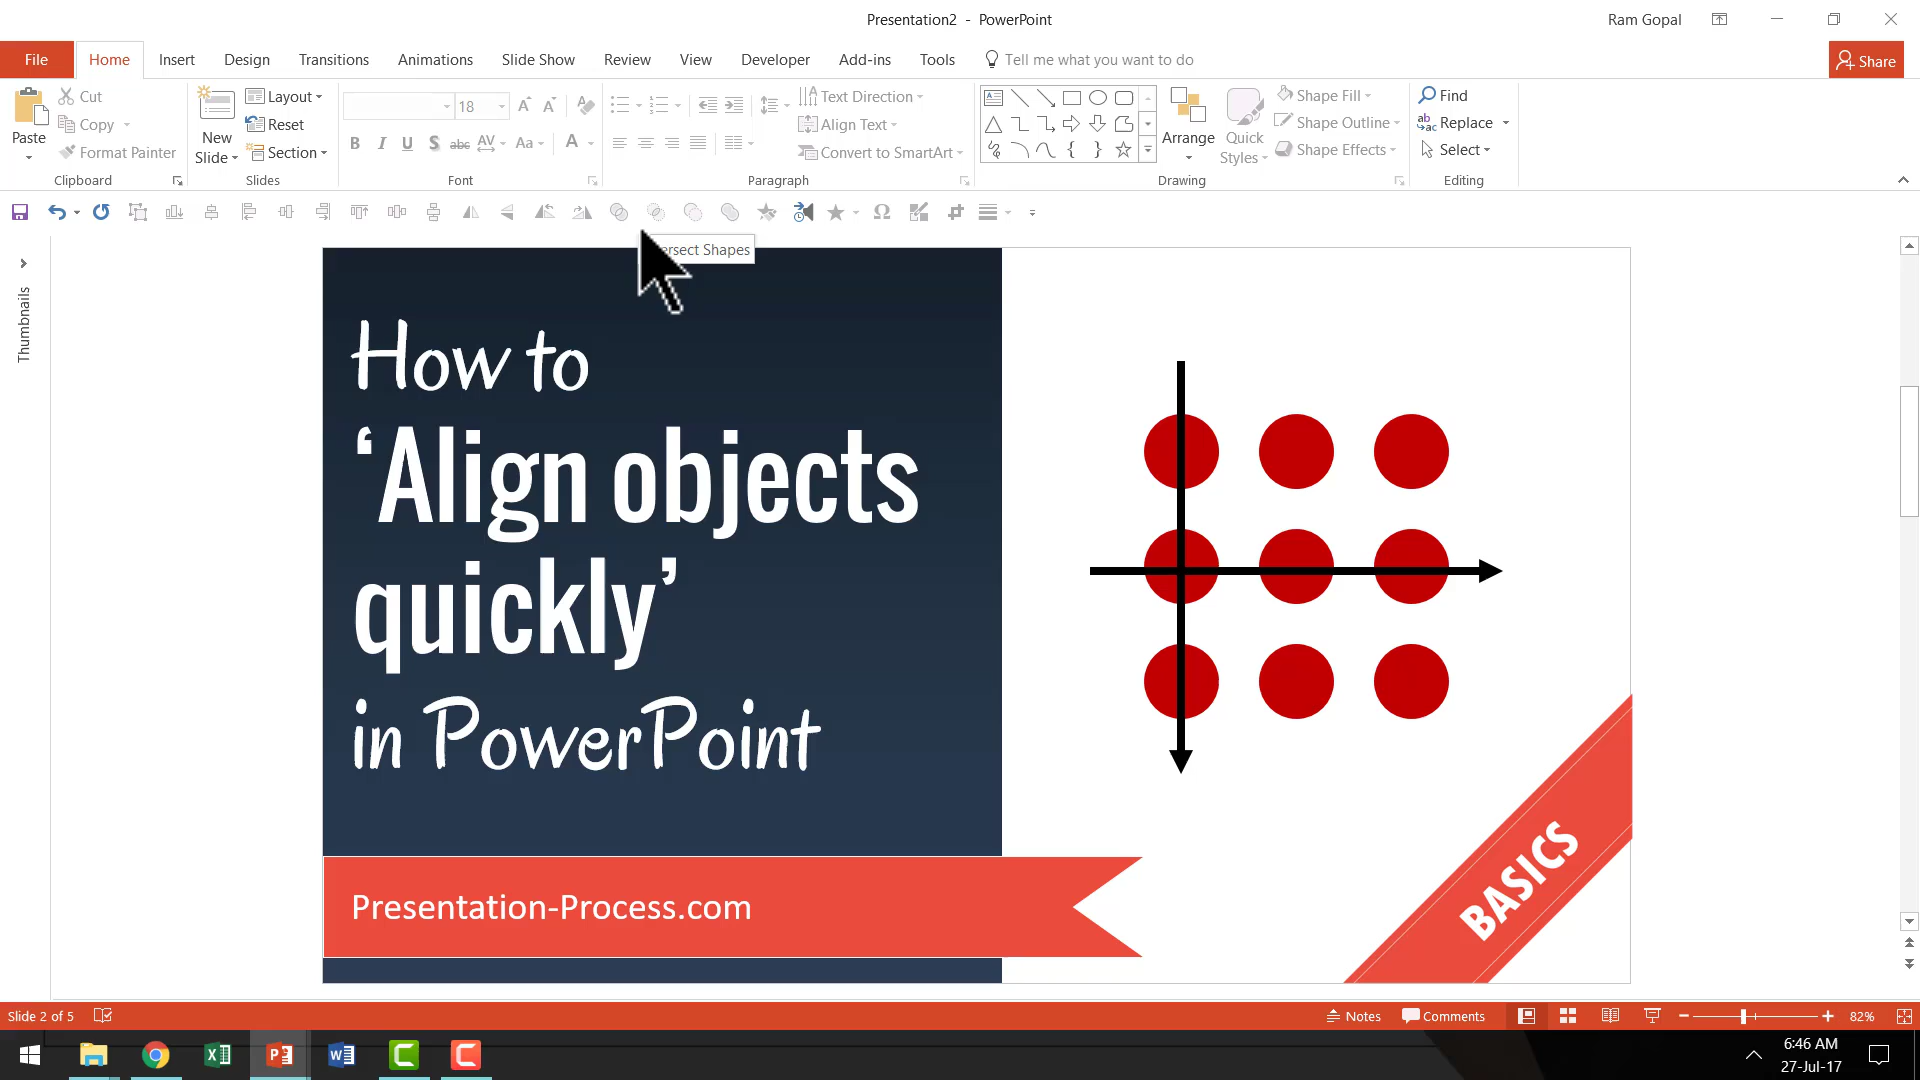 Presentation2 - PowerPoint
Ram Gopal
File Home Insert Design Transitions Animations Slide Show Review View Developer Add-ins Tools Tell me what you want to do Share
Paste
Cut
Copy
Format Painter
Clipboard
New Slide
Layout
Reset
Section
Slides
18
B I U S abc AV Aa A
Font
Text Direction
Align Text
Convert to SmartArt
Paragraph
Arrange
Quick Styles
Shape Fill
Shape Outline
Shape Effects
Drawing
Find
Replace
Select
Editing
Shapes
Thumbnails
How to
‘Align objects
quickly’
in PowerPoint
Presentation-Process.com
BASICS
Slide 2 of 5
Notes
Comments
82%
6:46 AM
27-Jul-17